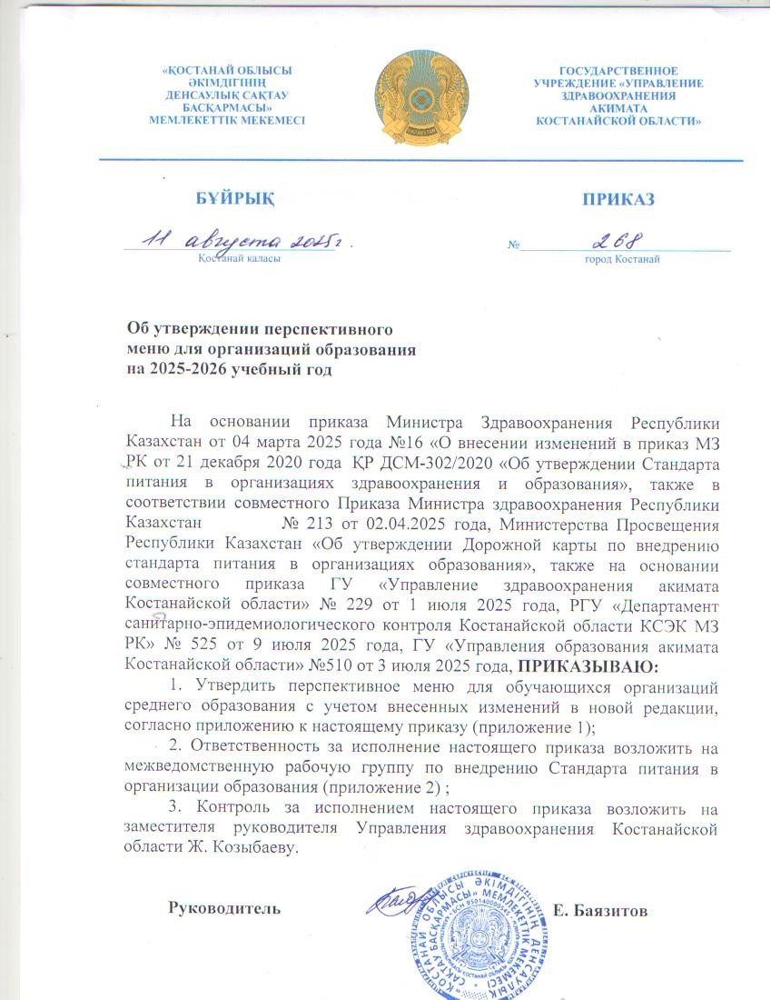 «ҚОСТАНАЙ ОБЛЫСЫ
ӘКІМДІГІНІҢ
ДЕНСАУЛЫҚ САҚТАУ
БАСҚАРМАСЫ»
МЕМЛЕКЕТТІК МЕКЕМЕСІ
ГОСУДАРСТВЕННОЕ
УЧРЕЖДЕНИЕ «УПРАВЛЕНИЕ
ЗДРАВООХРАНЕНИЯ
АКИМАТА
КОСТАНАЙСКОЙ ОБЛАСТИ»
БҰЙРЫҚ
ПРИКАЗ
11 августа 2025г.
№ 268
Қостанай қаласы
город Костанай
Об утверждении перспективного
меню для организаций образования
на 2025-2026 учебный год
На основании приказа Министра Здравоохранения Республики
Казахстан от 04 марта 2025 года №16 «О внесении изменений в приказ МЗ
РК от 21 декабря 2020 года ҚР ДСМ-302/2020 «Об утверждении Стандарта
питания в организациях здравоохранения и образования», также в
соответствии совместного Приказа Министра здравоохранения Республики
Казахстан № 213 от 02.04.2025 года, Министерства Просвещения
Республики Казахстан «Об утверждении Дорожной карты по внедрению
стандарта питания в организациях образования», также на основании
совместного приказа ГУ «Управление здравоохранения акимата
Костанайской области» № 229 от 1 июля 2025 года, РГУ «Департамент
санитарно-эпидемиологического контроля Костанайской области КСЭК МЗ
РК» № 525 от 9 июля 2025 года, ГУ «Управления образования акимата
Костанайской области» №510 от 3 июля 2025 года, ПРИКАЗЫВАЮ:
1. Утвердить перспективное меню для обучающихся организаций
среднего образования с учетом внесенных изменений в новой редакции,
согласно приложению к настоящему приказу (приложение 1);
2. Ответственность за исполнение настоящего приказа возложить на
межведомственную рабочую группу по внедрению Стандарта питания в
организации образования (приложение 2) ;
3. Контроль за исполнением настоящего приказа возложить на
заместителя руководителя Управления здравоохранения Костанайской
области Ж. Козыбаеву.
Руководитель
Е. Баязитов
«ҚОСТАНАЙ ОБЛЫСЫ ӘКІМДІГІНІҢ ДЕНСАУЛЫҚ
САҚТАУ БАСҚАРМАСЫ» МЕМЛЕКЕТТІК МЕКЕМЕСІ